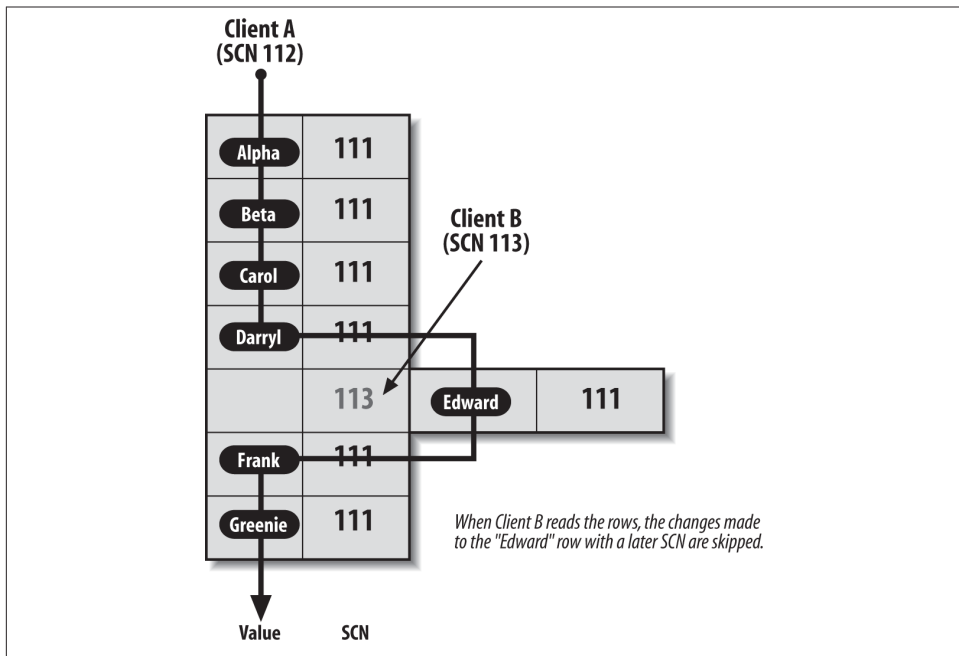 Client A
(SCN 112)
Alpha 111
Beta 111
Client B
(SCN 113)
Carol 111
Darryl 111
113 Edward 111
Frank 111
Greenie 111
When Client B reads the rows, the changes made
to the "Edward" row with a later SCN are skipped.
Value SCN